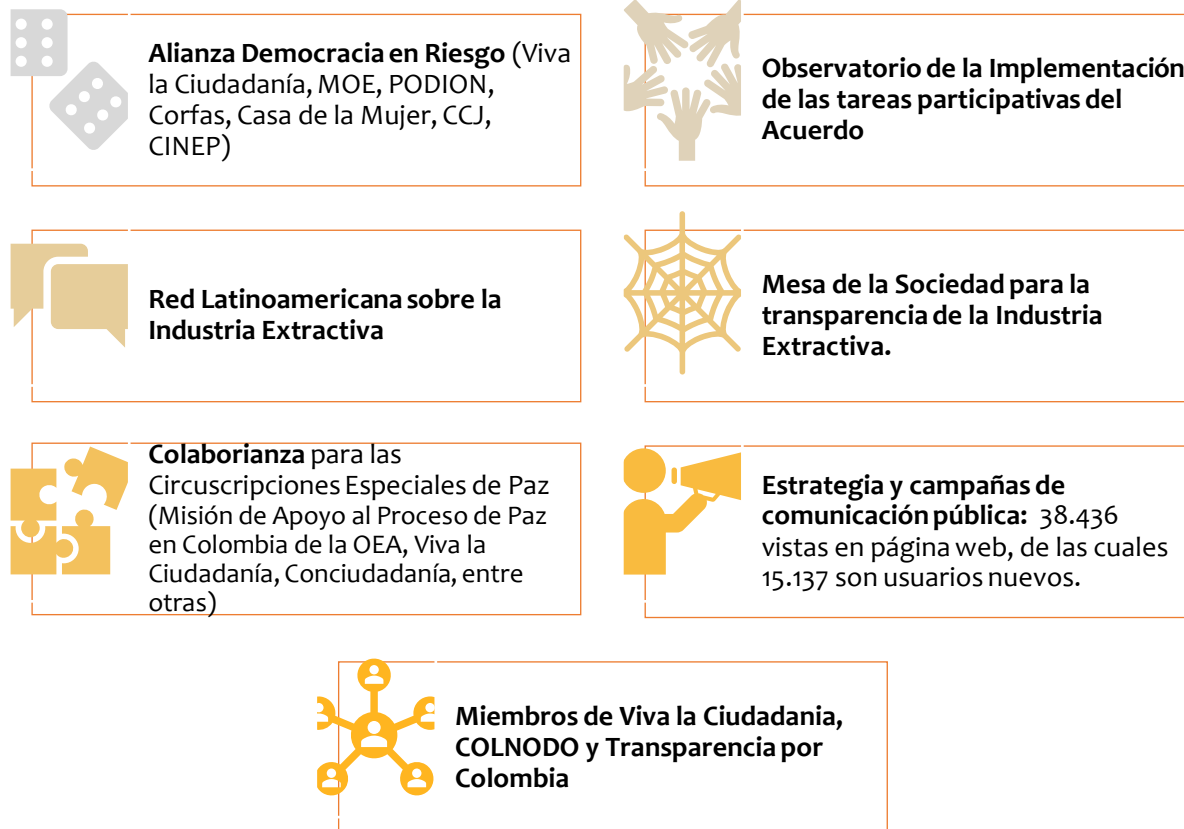 Alianza Democracia en Riesgo (Viva
la Ciudadanía, MOE, PODION,
Corfas, Casa de la Mujer, CCJ,
CINEP)
Observatorio de la Implementación
de las tareas participativas del
Acuerdo
Red Latinoamericana sobre la
Industria Extractiva
Mesa de la Sociedad para la
transparencia de la Industria
Extractiva.
Colaborianza para las
Circuscripciones Especiales de Paz
(Misión de Apoyo al Proceso de Paz
en Colombia de la OEA, Viva la
Ciudadanía, Conciudadanía, entre
otras)
Estrategia y campañas de
comunicación pública: 38.436
vistas en página web, de las cuales
15.137 son usuarios nuevos.
Miembros de Viva la Ciudadania,
COLNODO y Transparencia por
Colombia